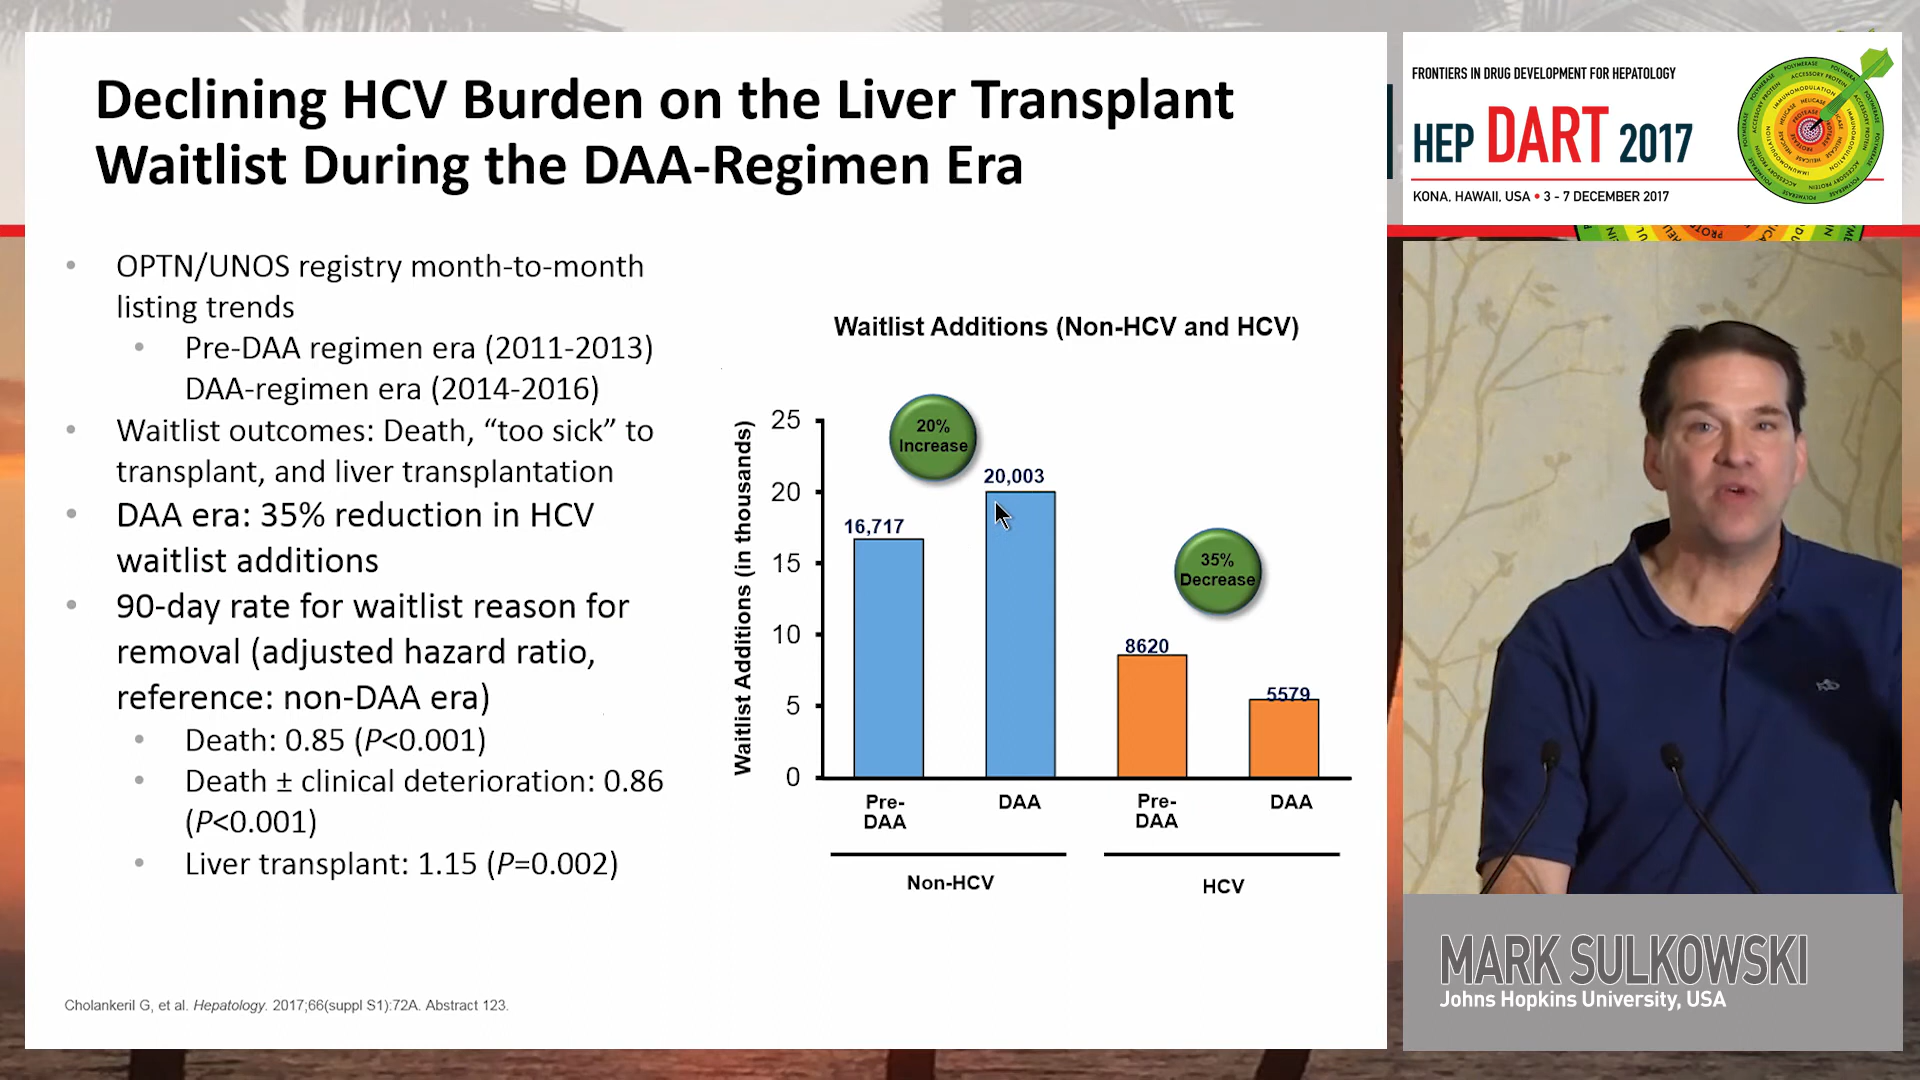 Declining HCV Burden on the Liver Transplant
Waitlist During the DAA-Regimen Era
• OPTN/UNOS registry month-to-month
listing trends
• Pre-DAA regimen era (2011-2013)
DAA-regimen era (2014-2016)
• Waitlist outcomes: Death, “too sick” to
transplant, and liver transplantation
• DAA era: 35% reduction in HCV
waitlist additions
• 90-day rate for waitlist reason for
removal (adjusted hazard ratio,
reference: non-DAA era)
• Death: 0.85 (P<0.001)
• Death ± clinical deterioration: 0.86
(P<0.001)
• Liver transplant: 1.15 (P=0.002)
Cholankeril G, et al. Hepatology. 2017;66(suppl S1):72A. Abstract 123.
Waitlist Additions (Non-HCV and HCV)
Waitlist Additions (in thousands)
25
20
15
10
5
0
20%
Increase
16,717
20,003
35%
Decrease
8620
5579
Pre-
DAA
DAA
Pre-
DAA
DAA
Non-HCV
HCV
FRONTIERS IN DRUG DEVELOPMENT FOR HEPATOLOGY
HEP DART 2017
KONA, HAWAII, USA • 3 - 7 DECEMBER 2017
MARK SULKOWSKI
Johns Hopkins University, USA